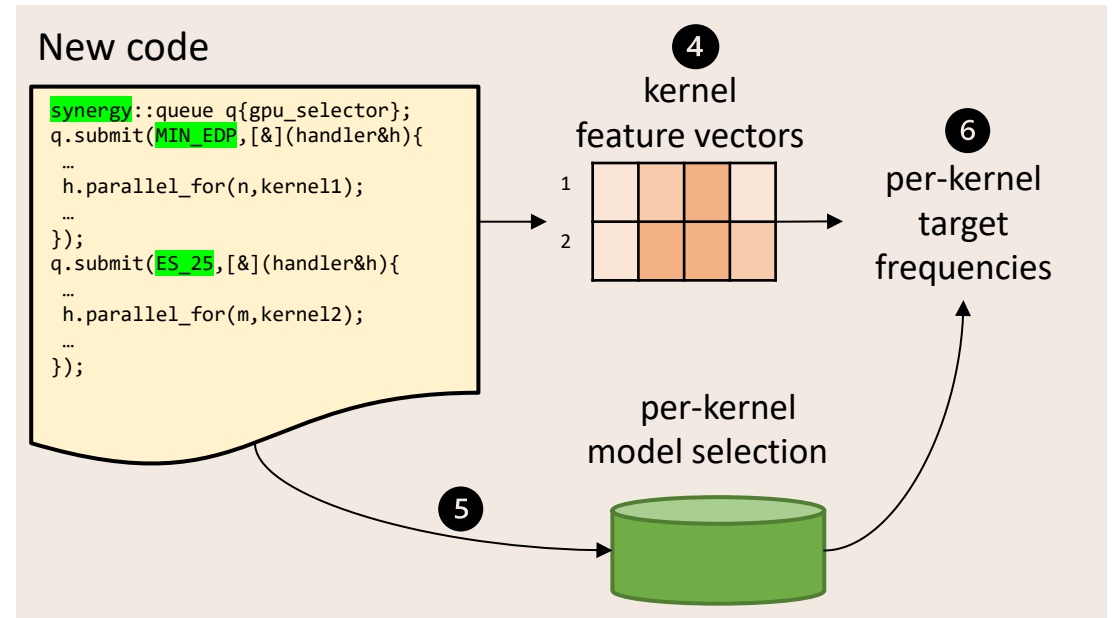 New code
synergy::queue q{gpu_selector};
q.submit(MIN_EDP,[&](handler&h){
…
h.parallel_for(n,kernel1);
…
});
q.submit(ES_25,[&](handler&h){
…
h.parallel_for(m,kernel2);
…
});
4
kernel
feature vectors
1
2
6
per-kernel
target
frequencies
per-kernel
model selection
5